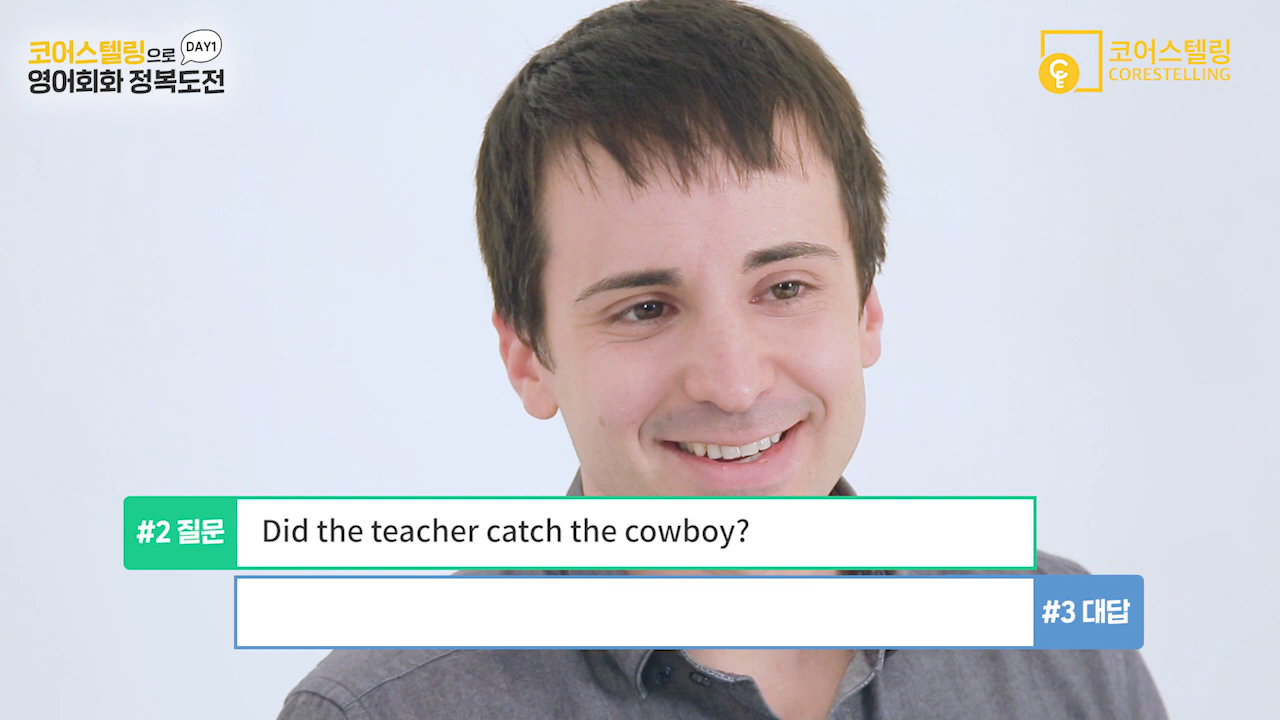 코어스텔링으로 DAY1
영어회화 정복도전
코어스텔링
CORESTELLING
#2 질문 Did the teacher catch the cowboy?
#3 대답